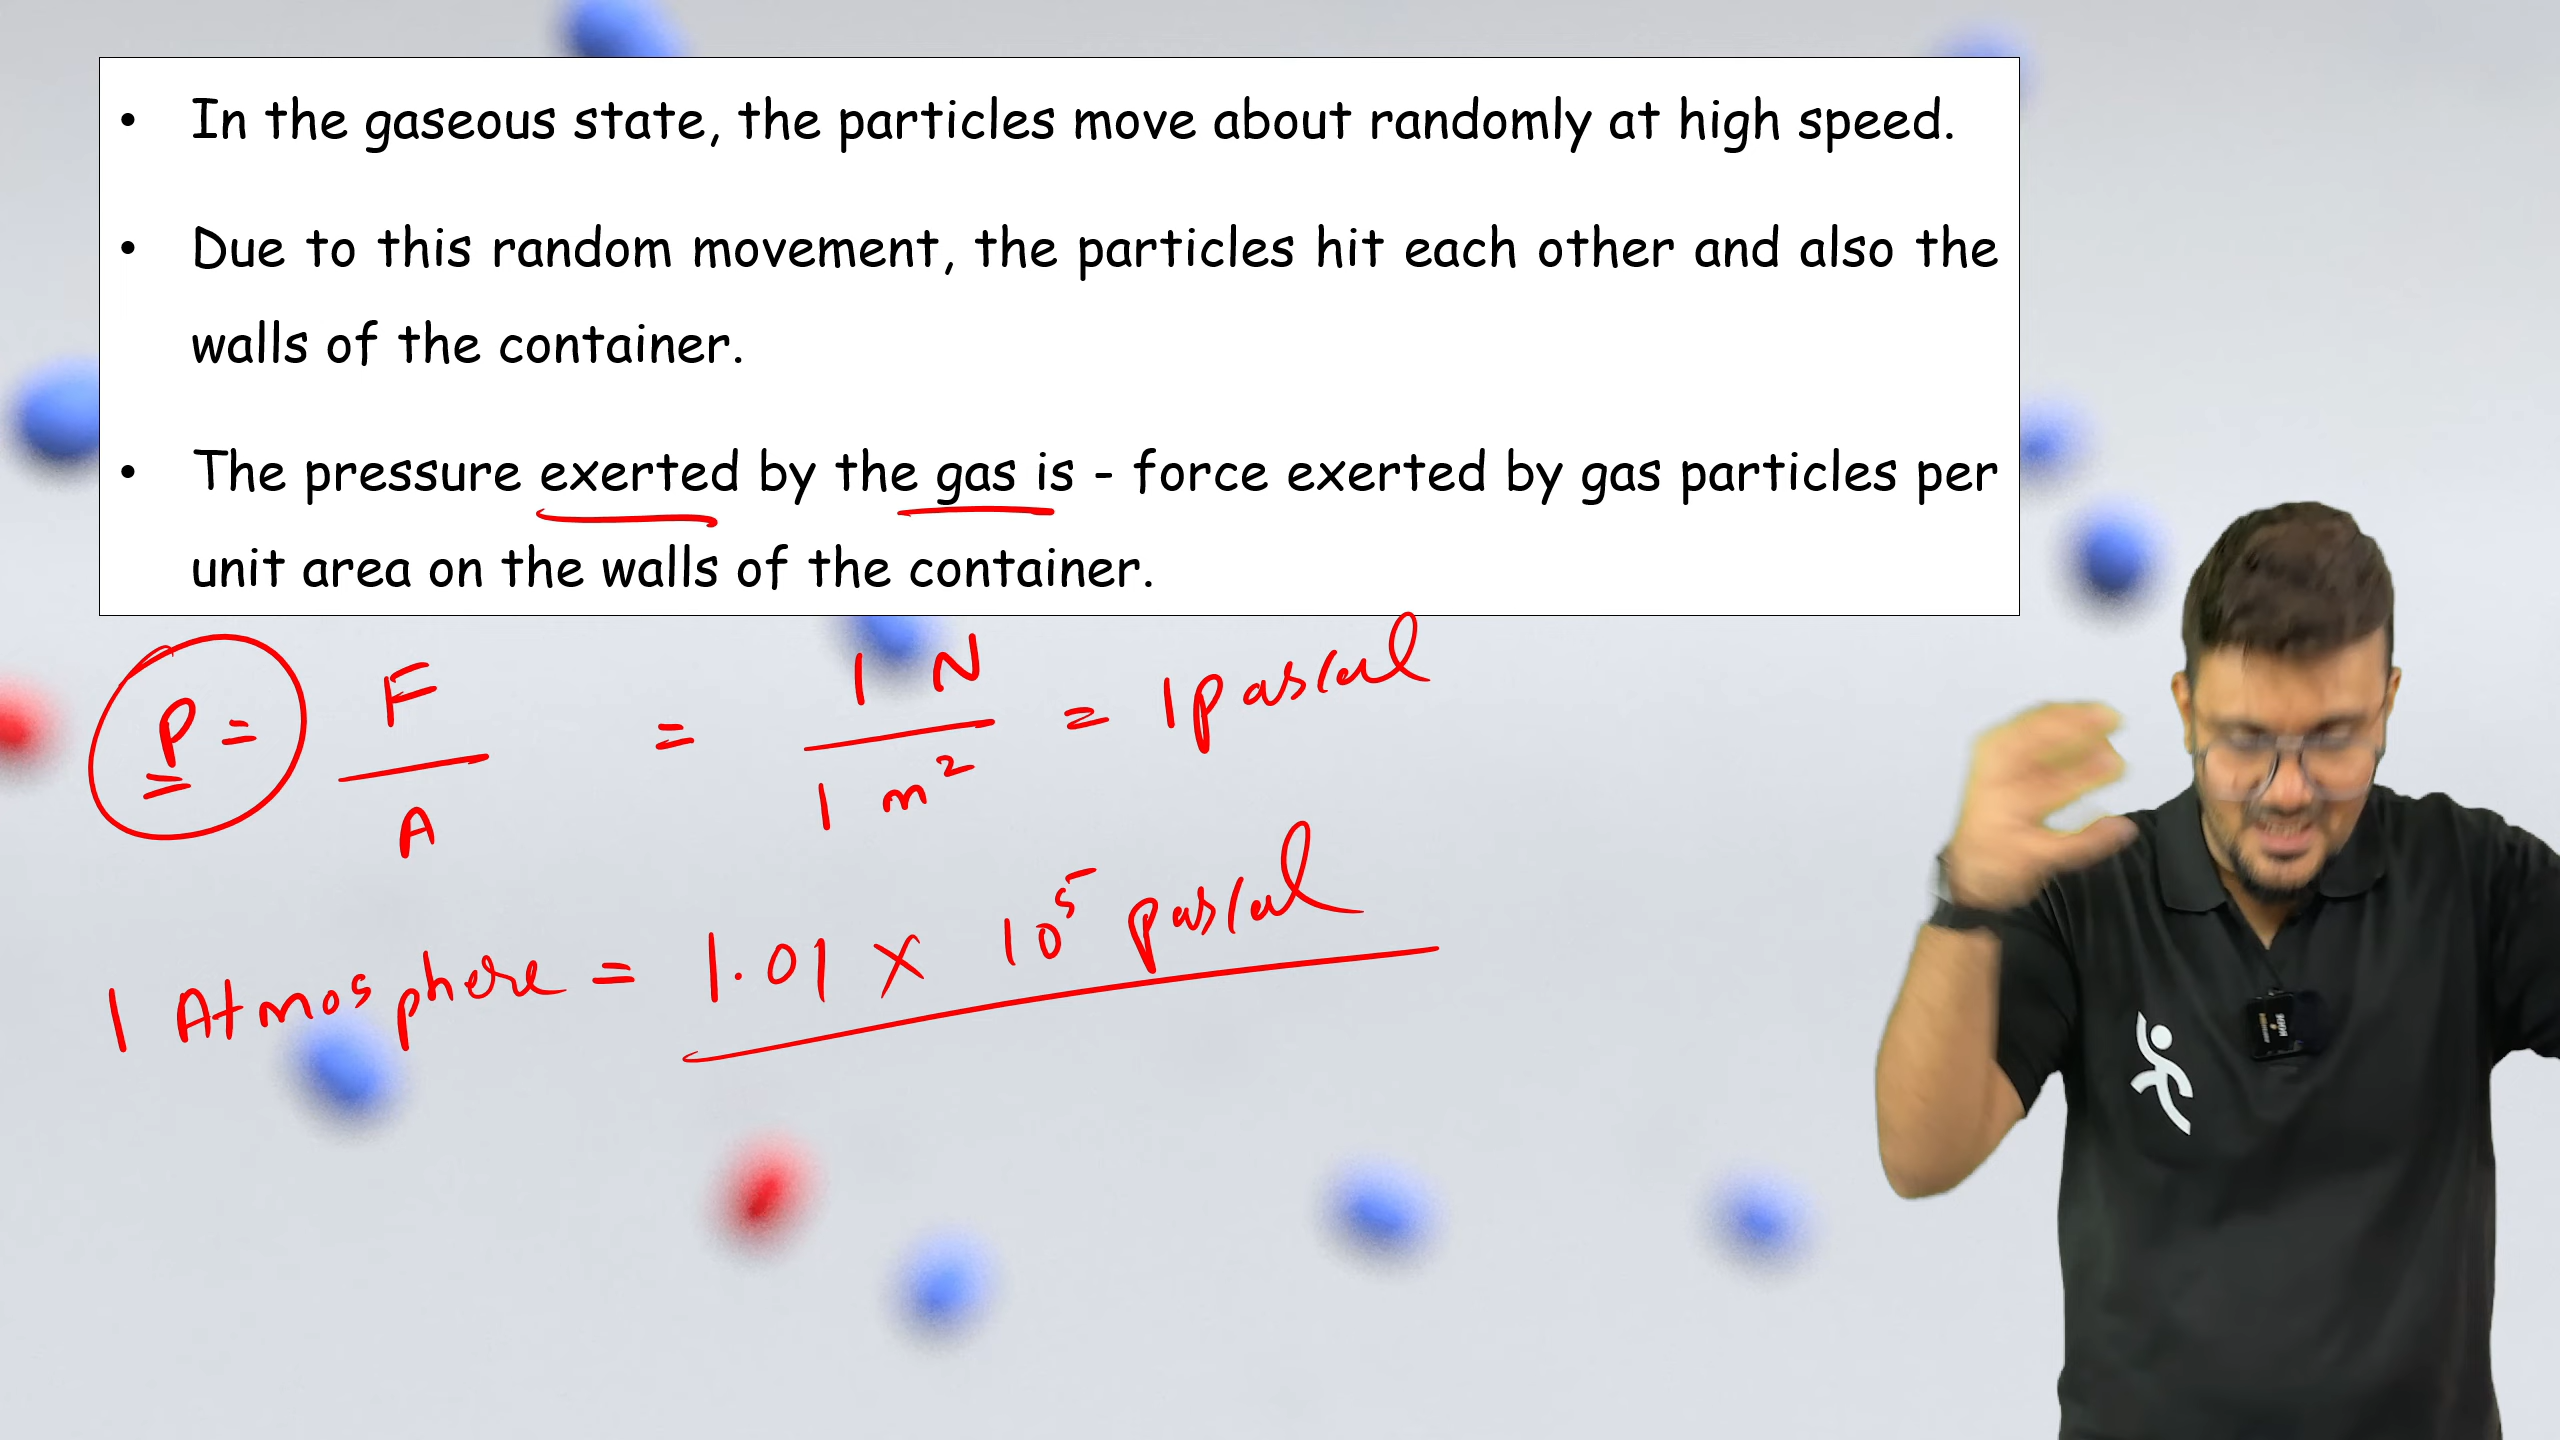 • In the gaseous state, the particles move about randomly at high speed.
• Due to this random movement, the particles hit each other and also the
walls of the container.
• The pressure exerted by the gas is - force exerted by gas particles per
unit area on the walls of the container.
P = F / A = 1 N / 1 m² = 1 pascal
1 Atmosphere = 1.01 × 10⁵ pascal